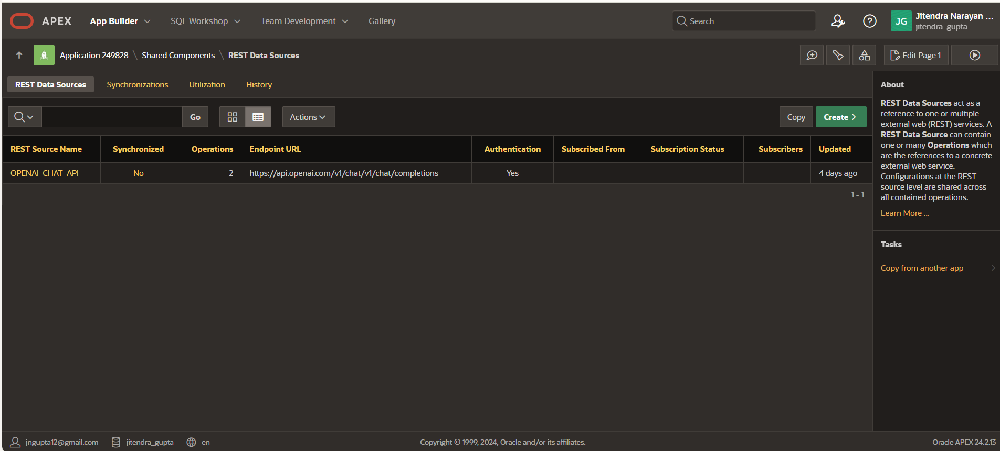 APEX App Builder SQL Workshop Team Development Gallery Search JG Jitendra Narayan ...
jitendra_gupta
Application 249828 \ Shared Components \ REST Data Sources Edit Page 1
REST Data Sources Synchronizations Utilization History
Go Actions Copy Create
REST Source Name Synchronized Operations Endpoint URL Authentication Subscribed From Subscription Status Subscribers Updated
OPENAI_CHAT_API No 2 https://api.openai.com/v1/chat/v1/chat/completions Yes - - - 4 days ago
1 - 1
About
REST Data Sources act as a
reference to one or multiple
external web (REST) services. A
REST Data Source can contain
one or many Operations which
are the references to a concrete
external web service.
Configurations at the REST
source level are shared across
all contained operations.
Learn More ...
Tasks
Copy from another app
jngupta12@gmail.com jitendra_gupta en Copyright © 1999, 2024, Oracle and/or its affiliates. Oracle APEX 24.2.13